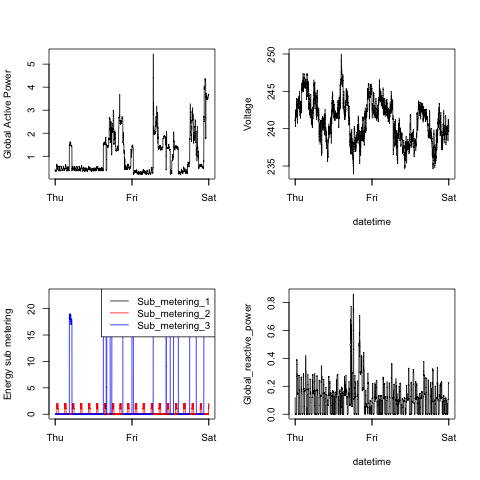 Global Active Power
5
4
3
2
1
Thu Fri Sat
Voltage
250
245
240
235
Thu Fri Sat
datetime
Energy sub metering
20
15
10
5
0
Sub_metering_1
Sub_metering_2
Sub_metering_3
Thu Fri Sat
Global_reactive_power
0.8
0.6
0.4
0.2
0.0
Thu Fri Sat
datetime